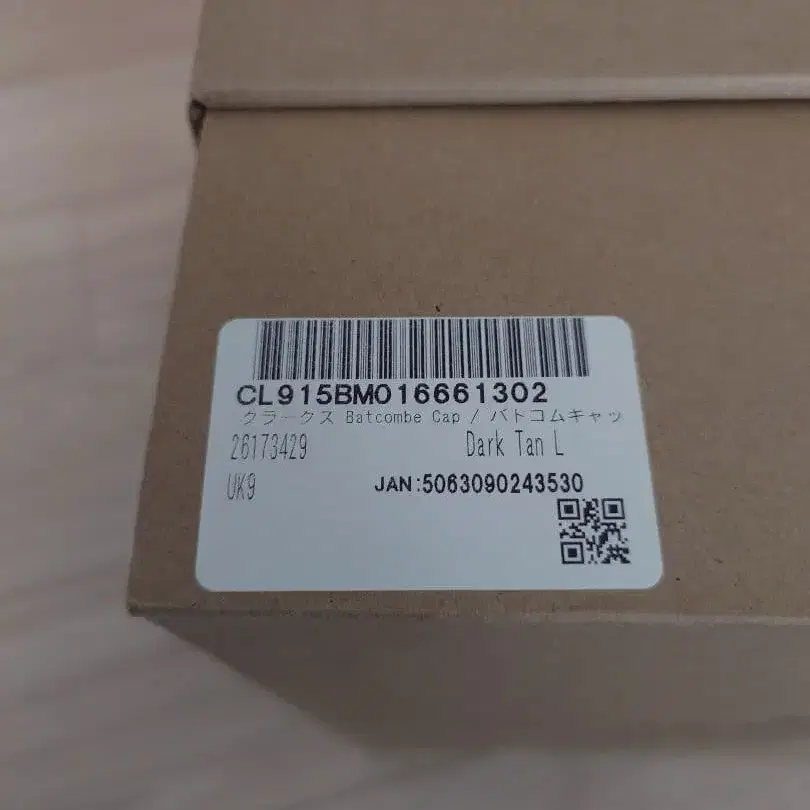 CL915BM016661302
クラークス Batcombe Cap / バトコムキャッ
26173429 Dark Tan L
UK9 JAN:5063090243530